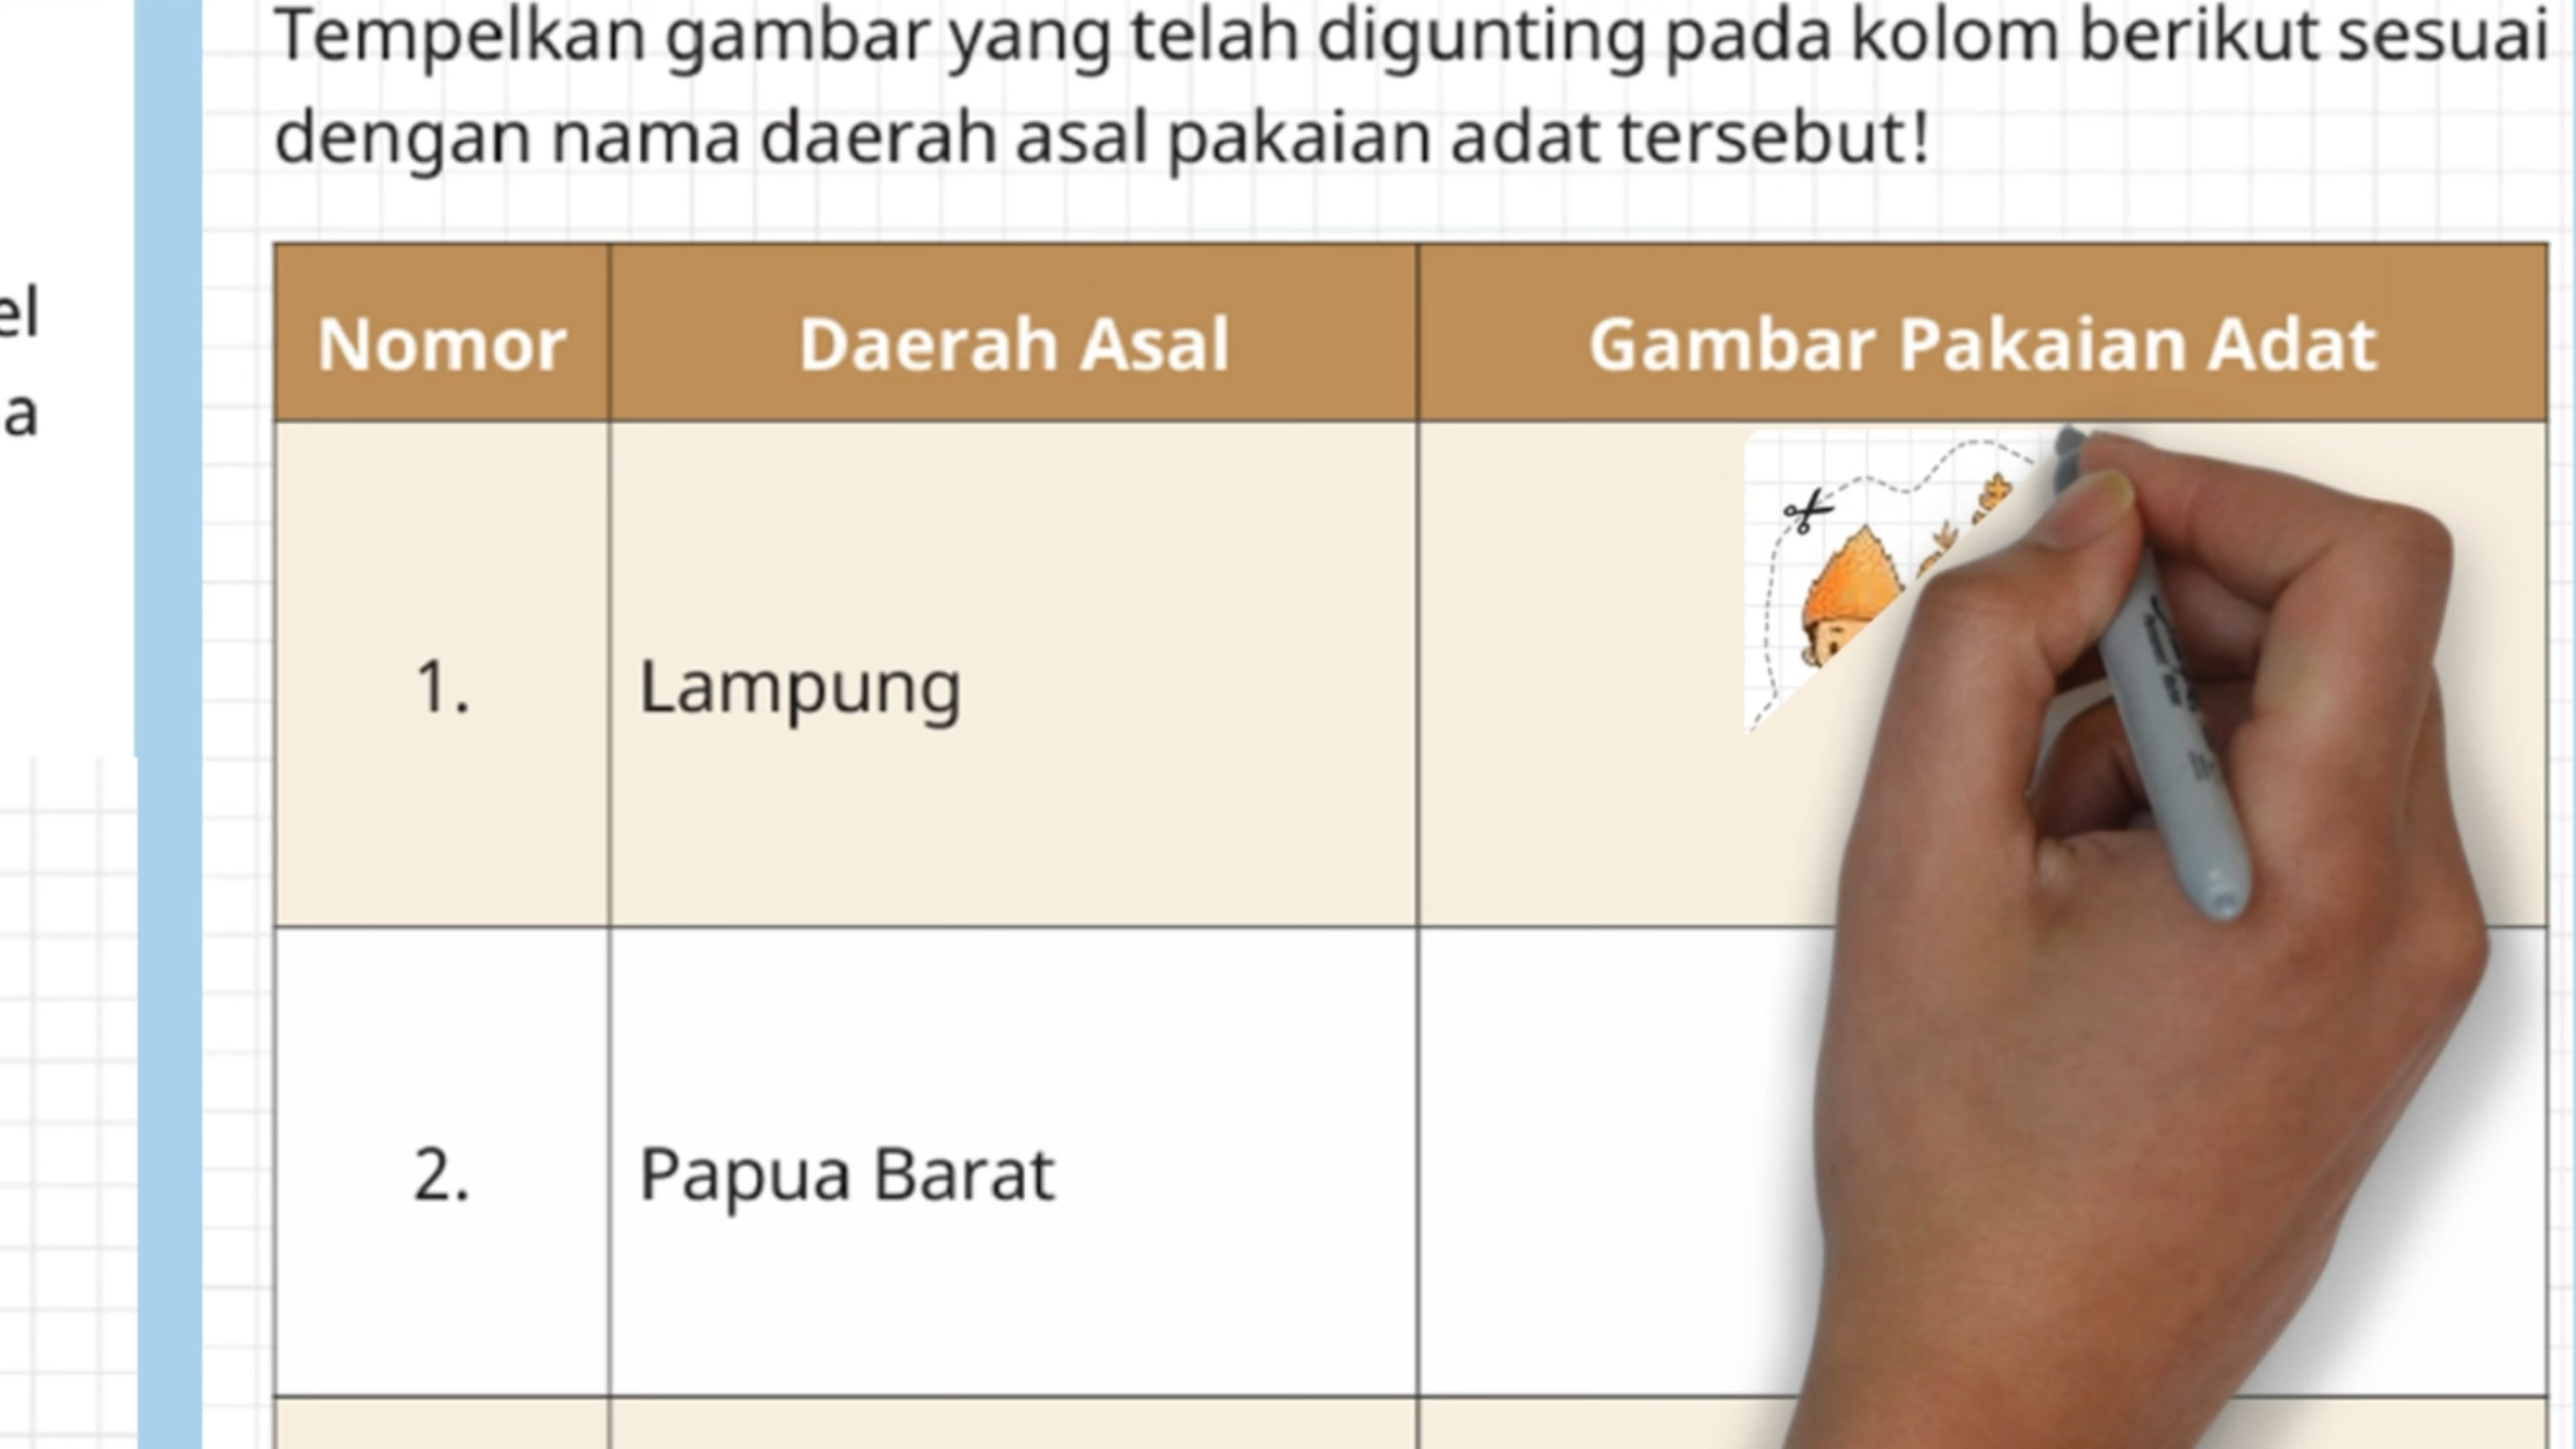 Tempelkan gambar yang telah digunting pada kolom berikut sesuai
dengan nama daerah asal pakaian adat tersebut!
el
a
Nomor Daerah Asal Gambar Pakaian Adat
1. Lampung
2. Papua Barat